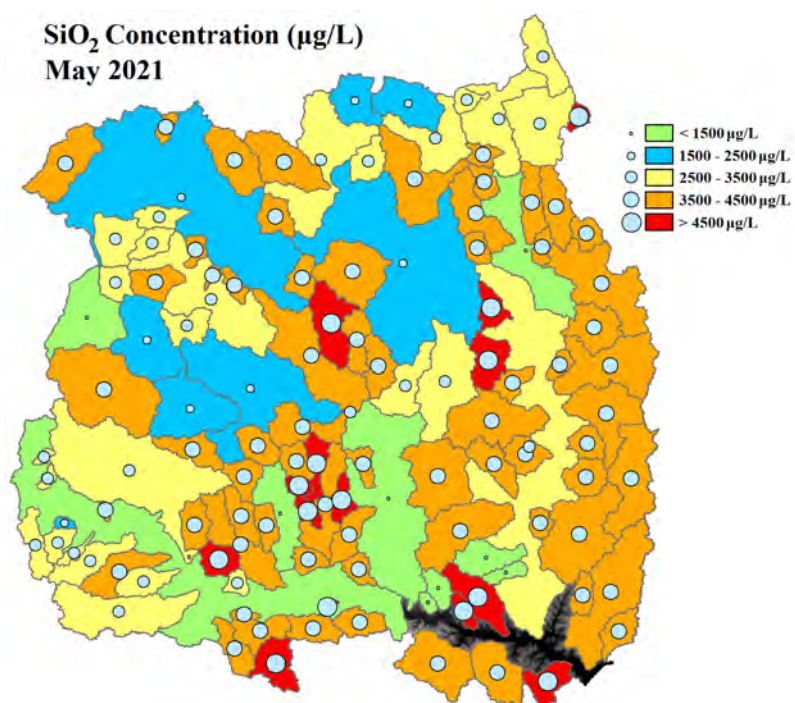 SiO₂ Concentration (µg/L)
May 2021
< 1500 µg/L
1500 - 2500 µg/L
2500 - 3500 µg/L
3500 - 4500 µg/L
> 4500 µg/L